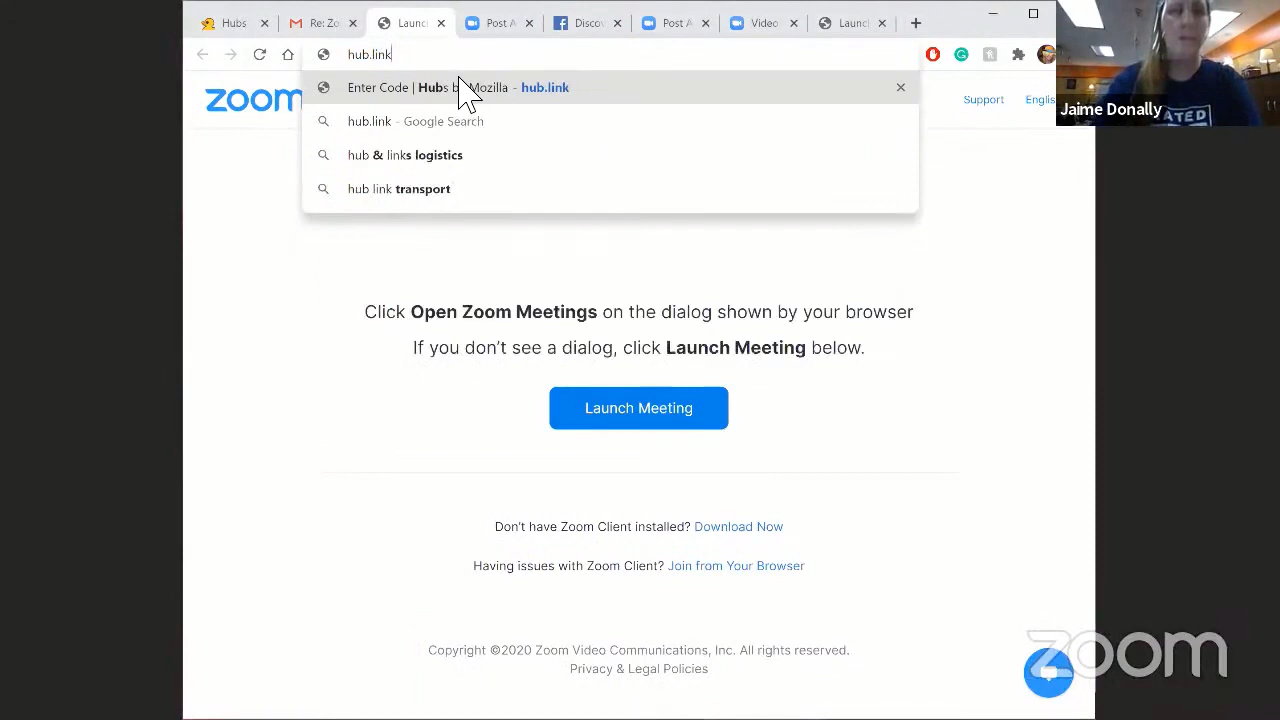 Hubs
Re: Zo
Launc
Post A
Discov
Post A
Video
Launc
hub.link
Enter Code | Hubs b Mozilla - hub.link
hub.link - Google Search
hub & links logistics
hub link transport
zoom
Support
Englis
Jaime Donally
Click Open Zoom Meetings on the dialog shown by your browser
If you don't see a dialog, click Launch Meeting below.
Launch Meeting
Don't have Zoom Client installed? Download Now
Having issues with Zoom Client? Join from Your Browser
Copyright ©2020 Zoom Video Communications, Inc. All rights reserved.
Privacy & Legal Policies
zoom